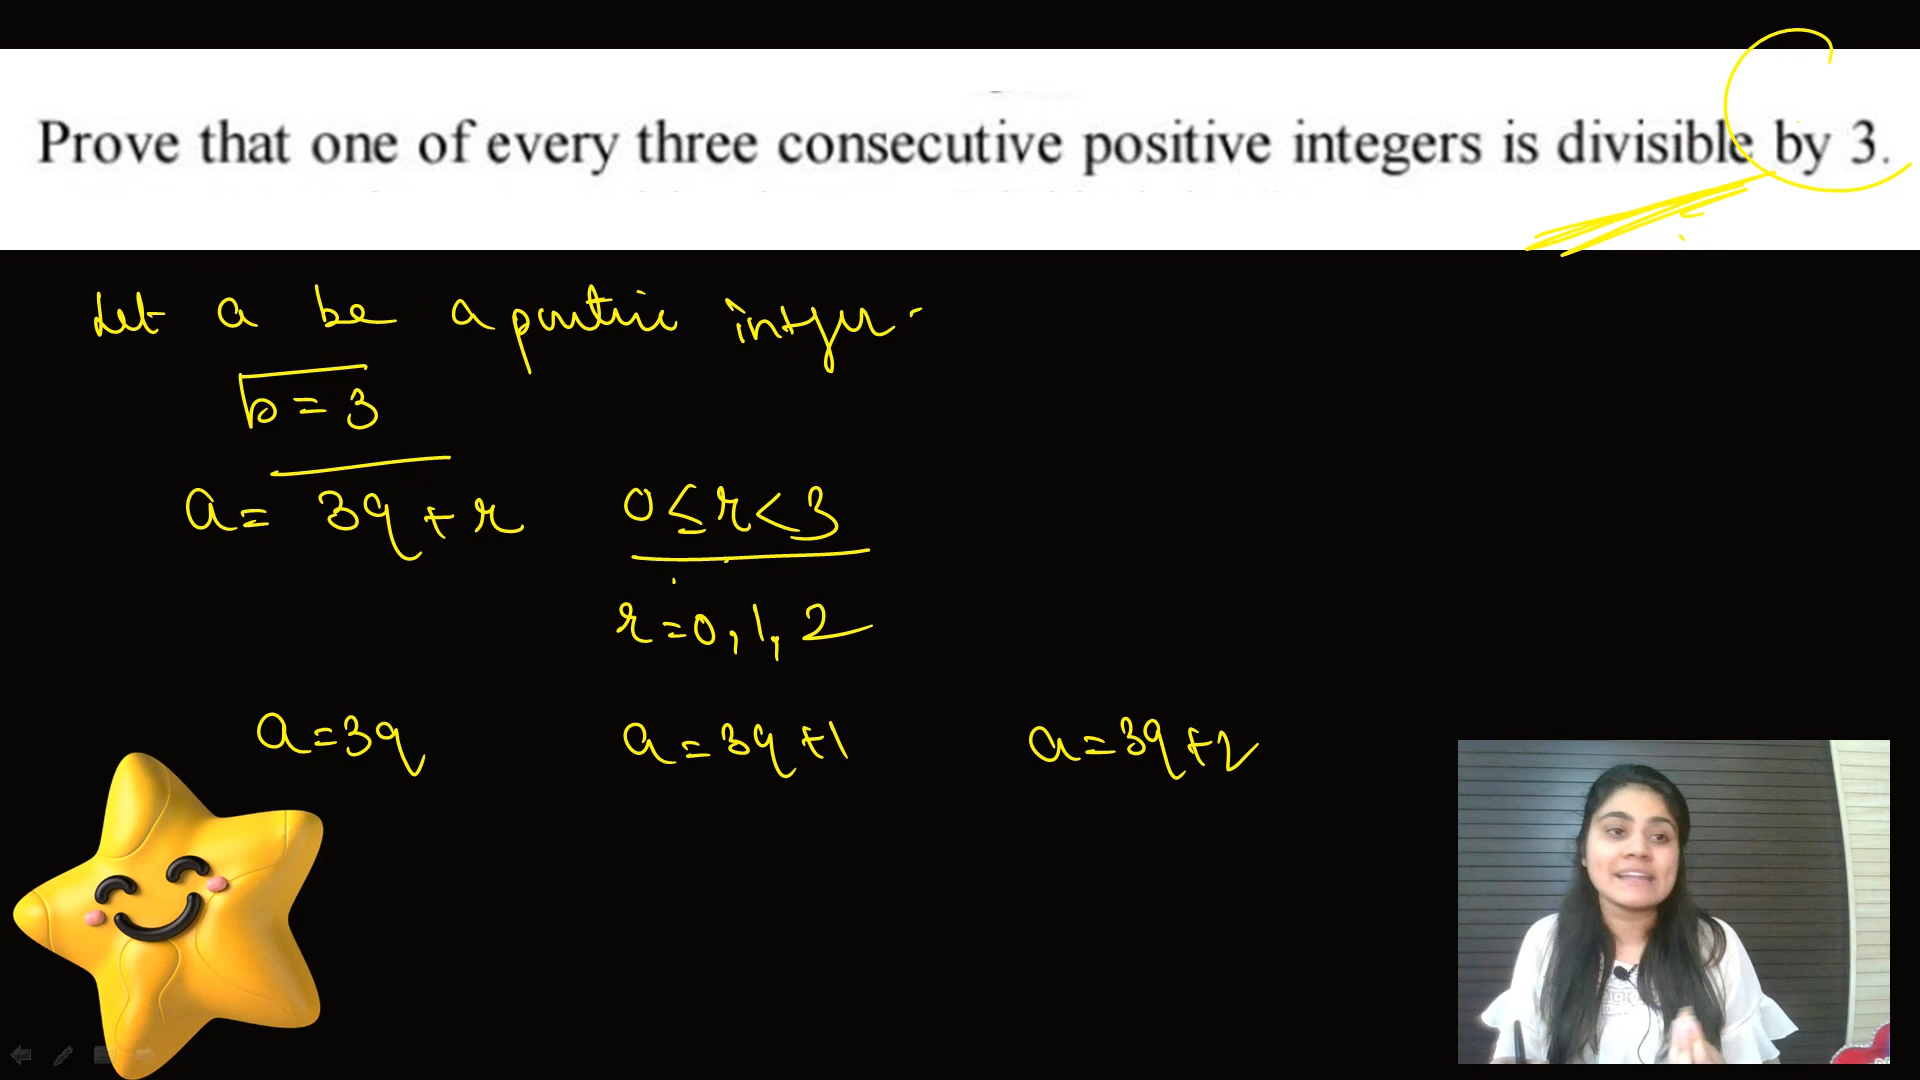 Prove that one of every three consecutive positive integers is divisible by 3.
Let a be a positive integer.
b = 3
a = 3q + r 0 ≤ r < 3
r = 0, 1, 2
a = 3q a = 3q + 1 a = 3q + 2